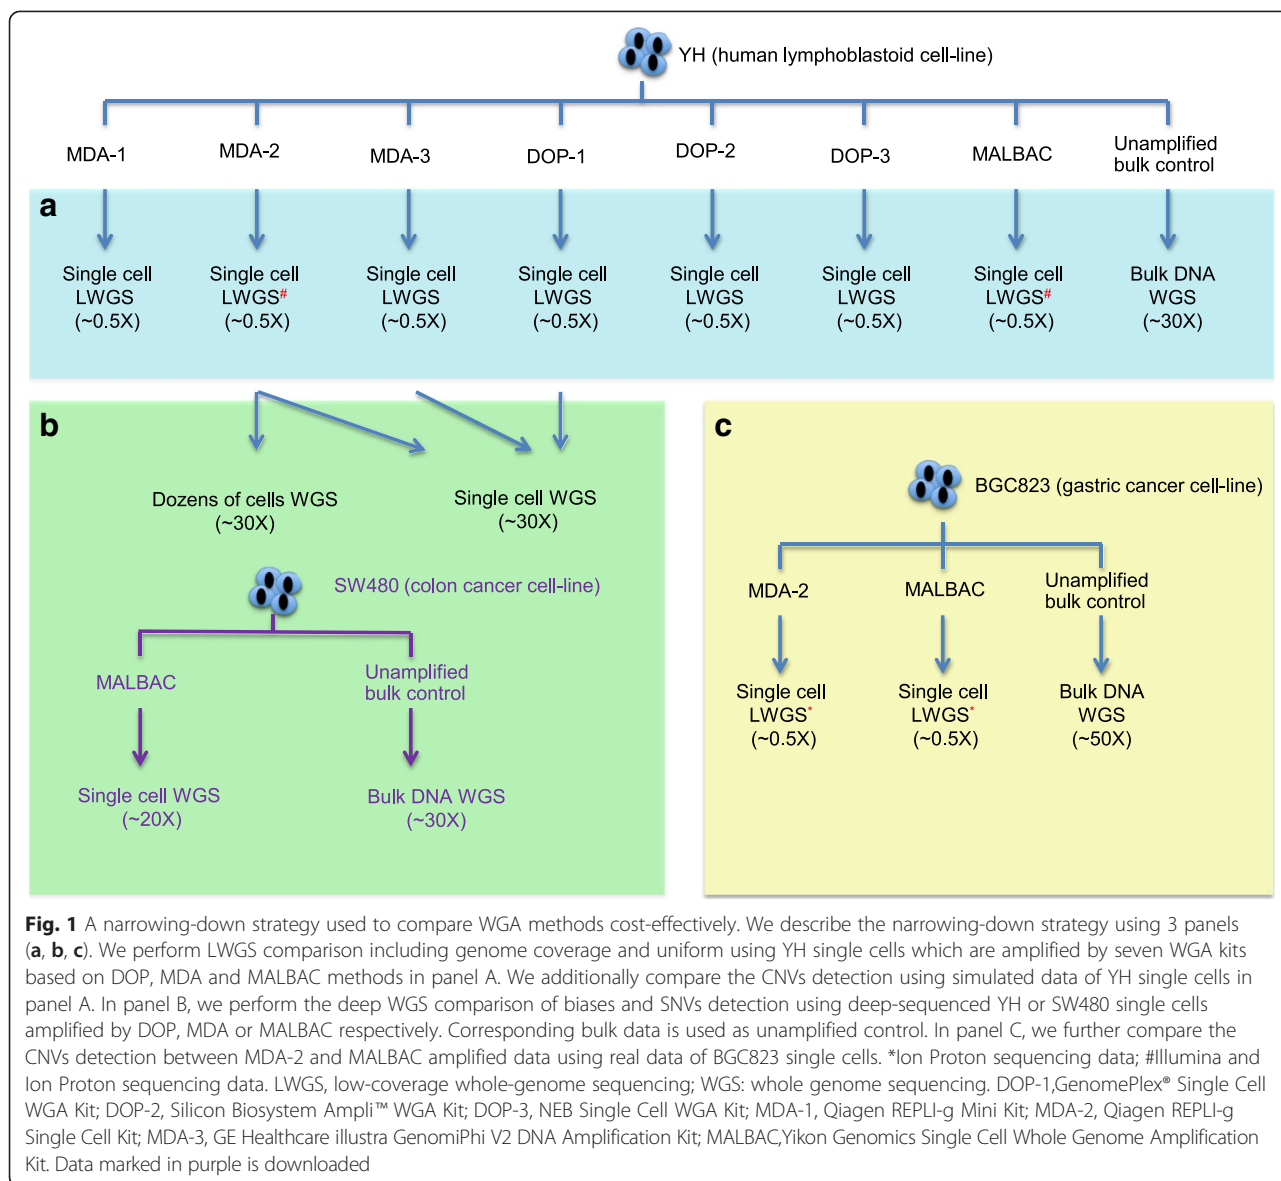 YH (human lymphoblastoid cell-line)
MDA-1
MDA-2
MDA-3
DOP-1
DOP-2
DOP-3
MALBAC
Unamplified
bulk control
a
Single cell
LWGS
(~0.5X)
Single cell
LWGS#
(~0.5X)
Single cell
LWGS
(~0.5X)
Single cell
LWGS
(~0.5X)
Single cell
LWGS
(~0.5X)
Single cell
LWGS
(~0.5X)
Single cell
LWGS#
(~0.5X)
Bulk DNA
WGS
(~30X)
b
Dozens of cells WGS
(~30X)
Single cell WGS
(~30X)
SW480 (colon cancer cell-line)
MALBAC
Unamplified
bulk control
Single cell WGS
(~20X)
Bulk DNA WGS
(~30X)
c
BGC823 (gastric cancer cell-line)
MDA-2
MALBAC
Unamplified
bulk control
Single cell
LWGS*
(~0.5X)
Single cell
LWGS*
(~0.5X)
Bulk DNA
WGS
(~50X)
Fig. 1 A narrowing-down strategy used to compare WGA methods cost-effectively. We describe the narrowing-down strategy using 3 panels
(a, b, c). We perform LWGS comparison including genome coverage and uniform using YH single cells which are amplified by seven WGA kits
based on DOP, MDA and MALBAC methods in panel A. We additionally compare the CNVs detection using simulated data of YH single cells in
panel A. In panel B, we perform the deep WGS comparison of biases and SNVs detection using deep-sequenced YH or SW480 single cells
amplified by DOP, MDA or MALBAC respectively. Corresponding bulk data is used as unamplified control. In panel C, we further compare the
CNVs detection between MDA-2 and MALBAC amplified data using real data of BGC823 single cells. *Ion Proton sequencing data; #Illumina and
Ion Proton sequencing data. LWGS, low-coverage whole-genome sequencing; WGS: whole genome sequencing. DOP-1,GenomePlex® Single Cell
WGA Kit; DOP-2, Silicon Biosystem Ampli™ WGA Kit; DOP-3, NEB Single Cell WGA Kit; MDA-1, Qiagen REPLI-g Mini Kit; MDA-2, Qiagen REPLI-g
Single Cell Kit; MDA-3, GE Healthcare illustra GenomiPhi V2 DNA Amplification Kit; MALBAC,Yikon Genomics Single Cell Whole Genome Amplification
Kit. Data marked in purple is downloaded